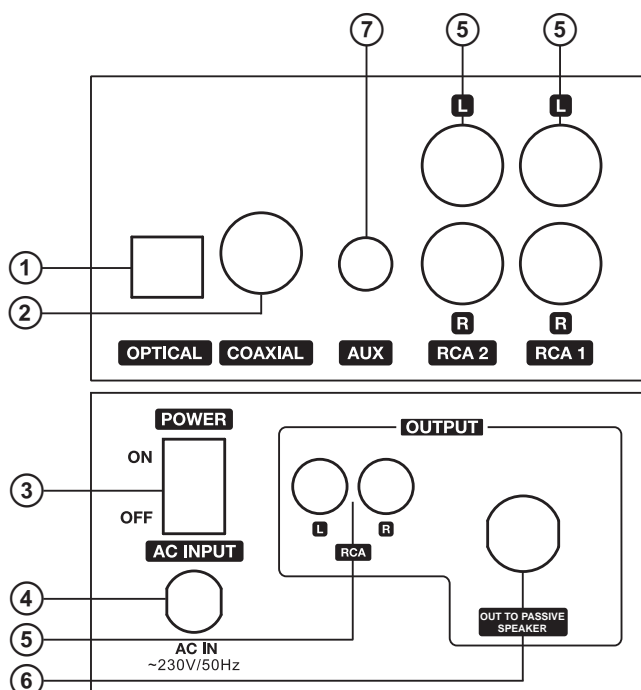 7 5 5
L L
1
2
R R
OPTICAL COAXIAL AUX RCA 2 RCA 1
POWER
OUTPUT
ON
3
OFF
L R
AC INPUT
RCA
4
OUT TO PASSIVE
SPEAKER
5
AC IN
~230V/50Hz
6